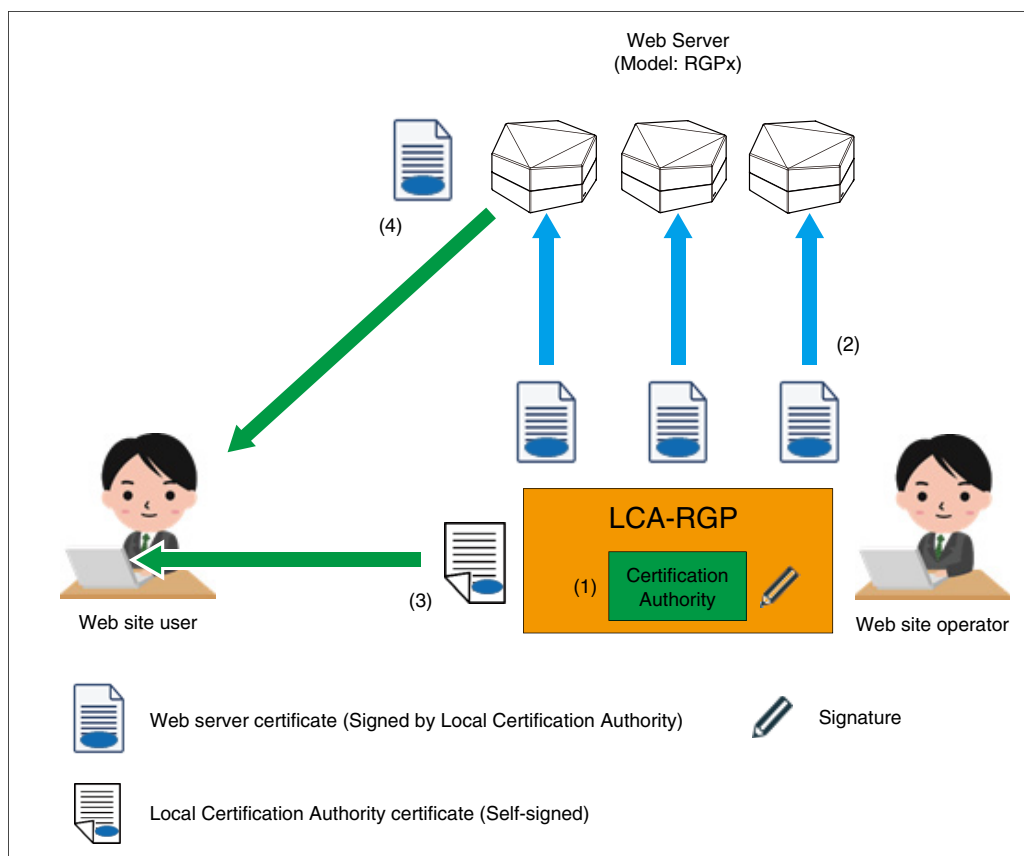 Web Server
(Model: RGPx)
(4)
(2)
LCA-RGP
(1)
Certification
Authority
(3)
Web site user
Web site operator
Web server certificate (Signed by Local Certification Authority)
Signature
Local Certification Authority certificate (Self-signed)